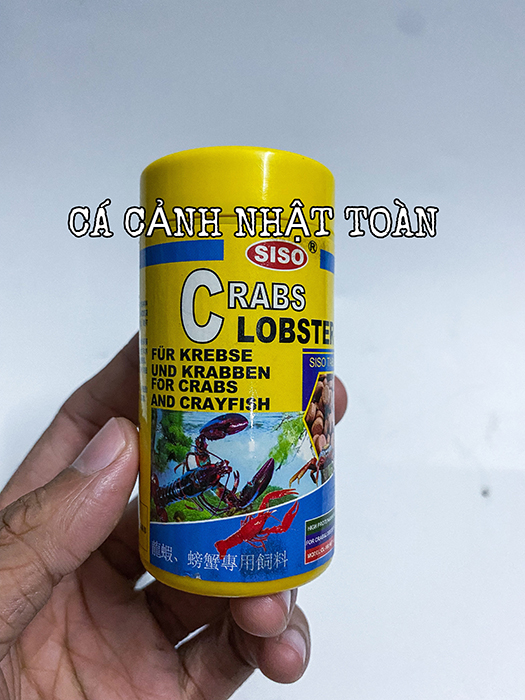 CÁ CẢNH NHẬT TOÀN
SISO®
CRABS
LOBSTER
FÜR KREBSE
UND KRABBEN
FOR CRABS
AND CRAYFISH
龍蝦、螃蟹專用飼料